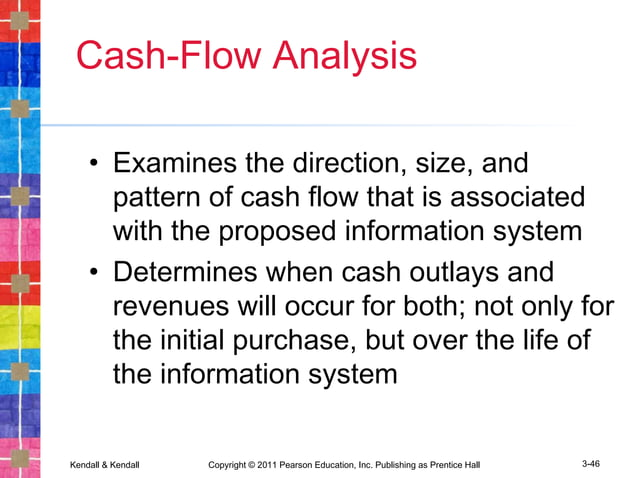 Cash-Flow Analysis
• Examines the direction, size, and
pattern of cash flow that is associated
with the proposed information system
• Determines when cash outlays and
revenues will occur for both; not only for
the initial purchase, but over the life of
the information system
Kendall & Kendall
Copyright © 2011 Pearson Education, Inc. Publishing as Prentice Hall
3-46